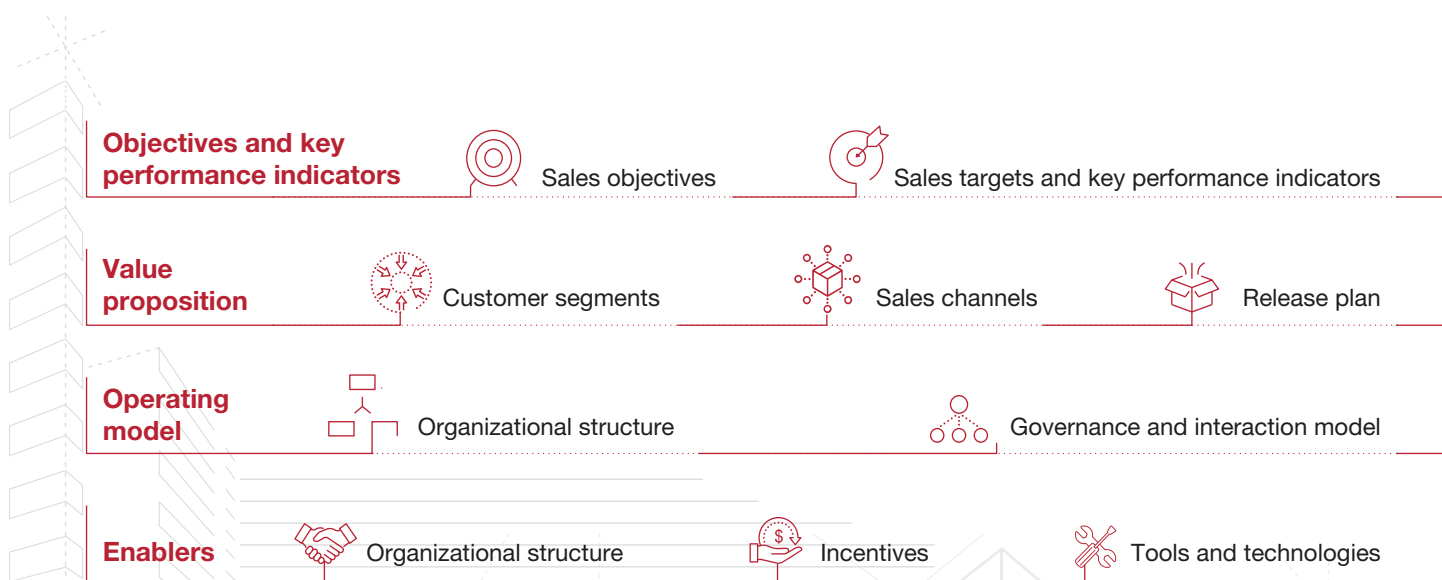 Objectives and key
performance indicators
Sales objectives
Sales targets and key performance indicators
Value
proposition
Customer segments
Sales channels
Release plan
Operating
model
Organizational structure
Governance and interaction model
Enablers
Organizational structure
$
Incentives
Tools and technologies